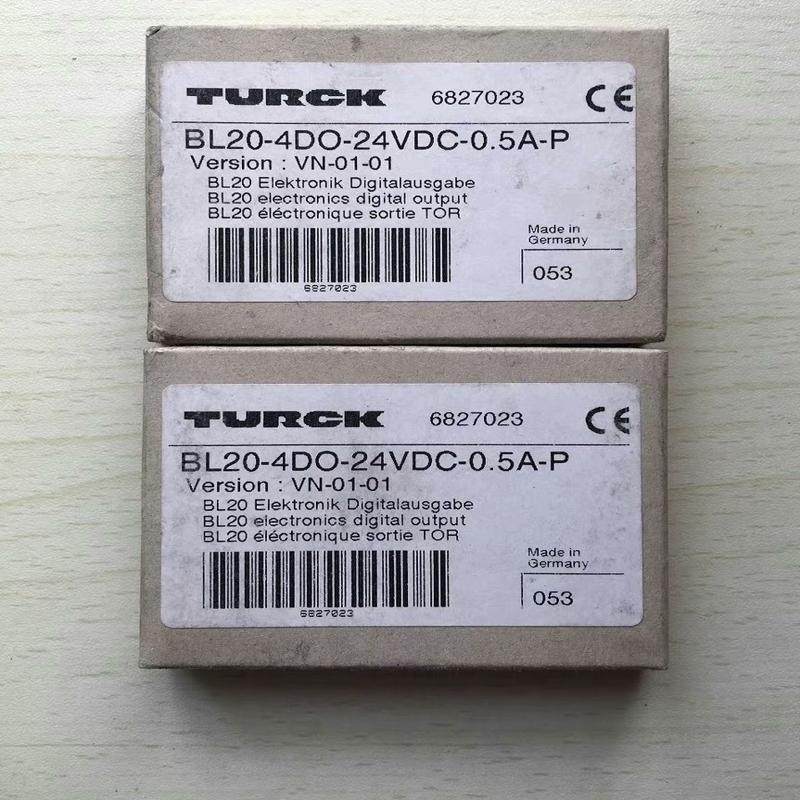 TURCK 6827023 CE
BL20-4DO-24VDC-0.5A-P
Version : VN-01-01
BL20 Elektronik Digitalausgabe
BL20 electronics digital output
BL20 éléctronique sortie TOR
Made in
Germany
6827023
053
TURCK 6827023 CE
BL20-4DO-24VDC-0.5A-P
Version : VN-01-01
BL20 Elektronik Digitalausgabe
BL20 electronics digital output
BL20 éléctronique sortie TOR
Made in
Germany
6827023
053